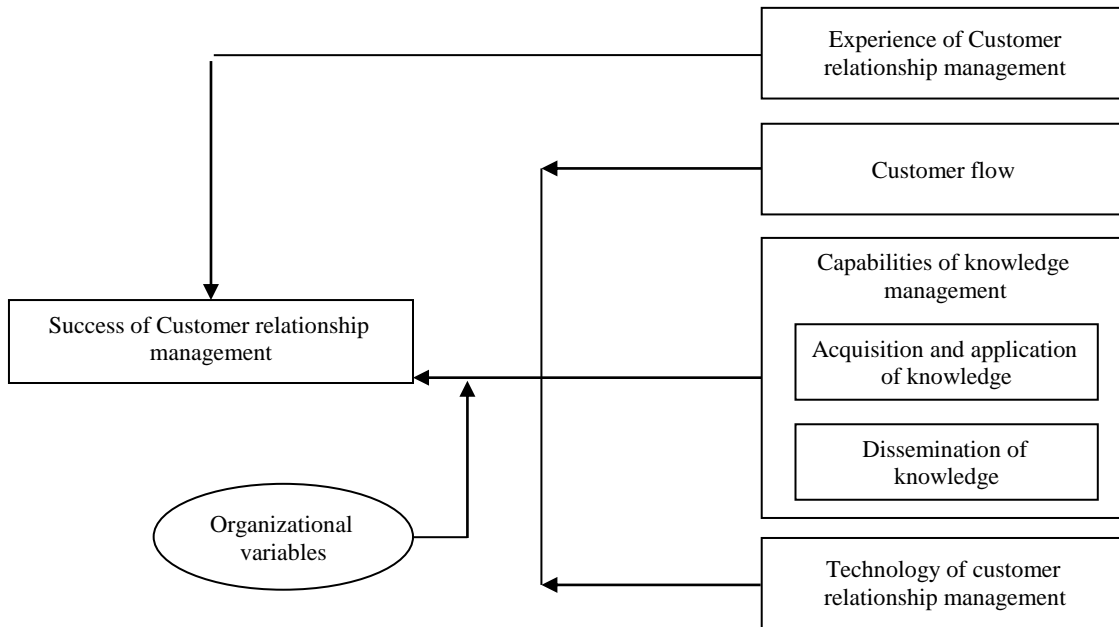 Experience of Customer
relationship management
Customer flow
Capabilities of knowledge
management
Success of Customer relationship
management
Acquisition and application
of knowledge
Dissemination of
knowledge
Organizational
variables
Technology of customer
relationship management